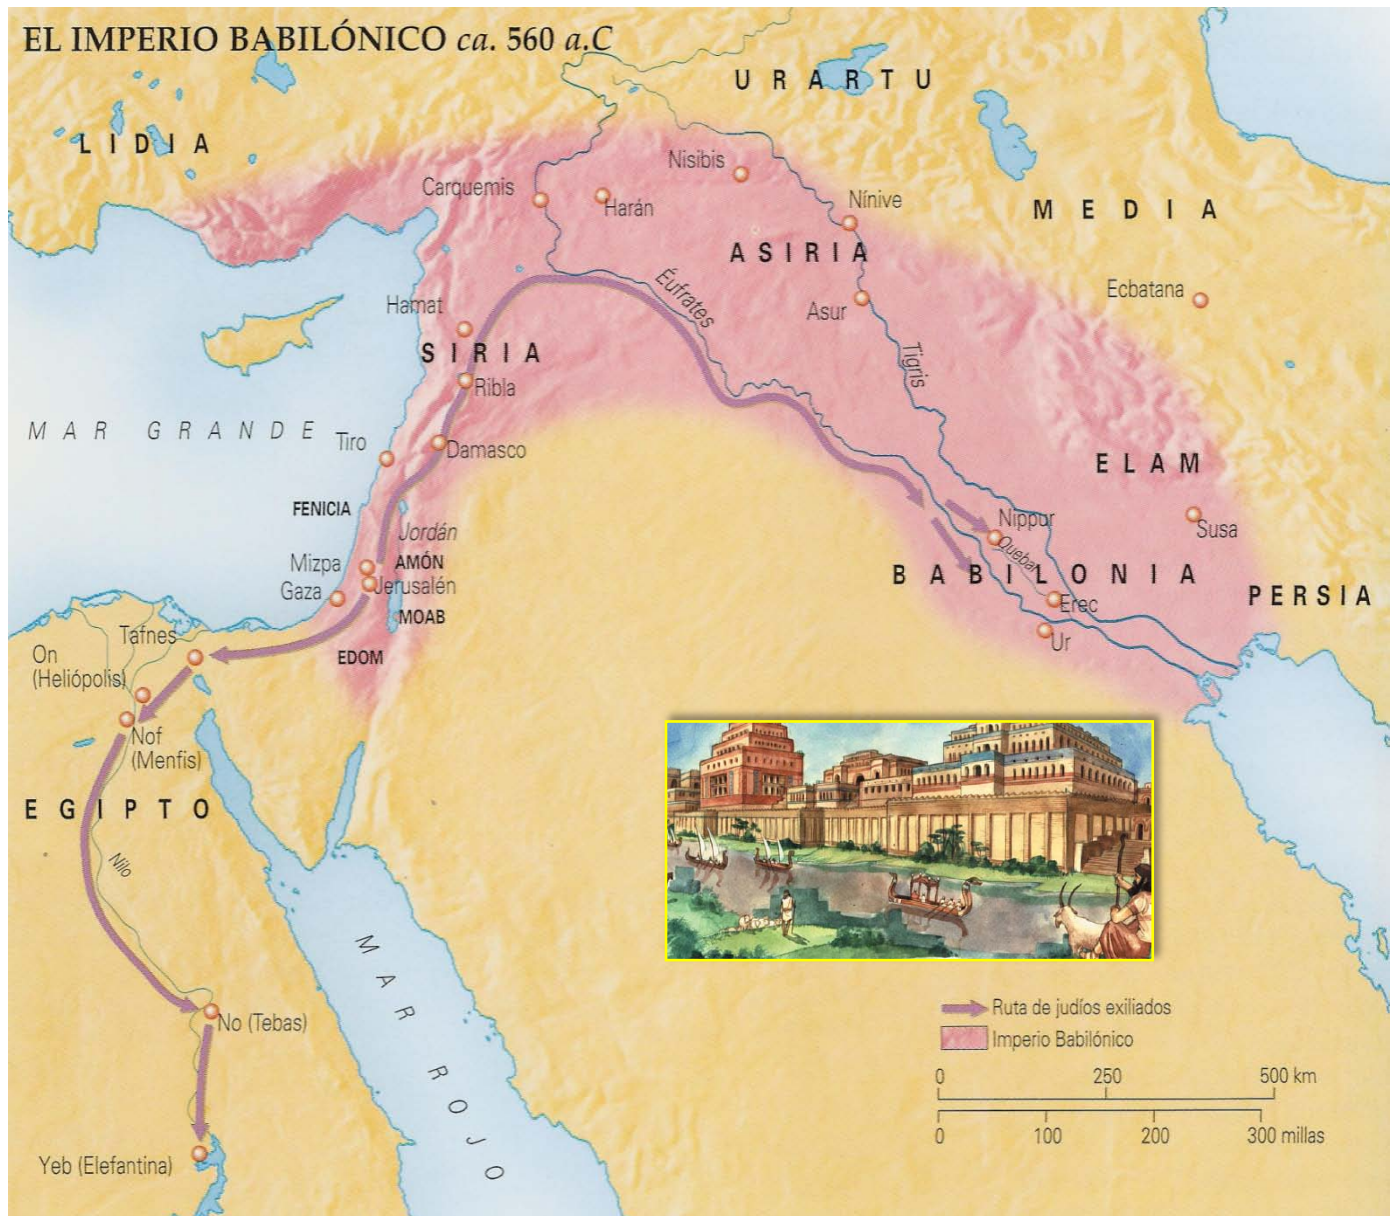 EL IMPERIO BABILÓNICO ca. 560 a.C
URARTU
LIDIA
Nisibis
Carquemis
Harán
Nínive
MEDIA
ASIRIA
Ecbatana
Éufrates
Hamat
Asur
SIRIA
Tigris
Ribla
MAR GRANDE
Tiro
Damasco
ELAM
FENICIA
Nippur
Susa
Jordán
Quebar
Mizpa
AMÓN
BABILONIA
Jerusalén
Gaza
PERSIA
Erec
MOAB
Tafnes
Ur
On
(Heliópolis)
EDOM
Nof
(Menfis)
EGIPTO
Nilo
MAR ROJO
No (Tebas)
Yeb (Elefantina)
Ruta de judíos exiliados
Imperio Babilónico
0 250 500 km
0 100 200 300 millas